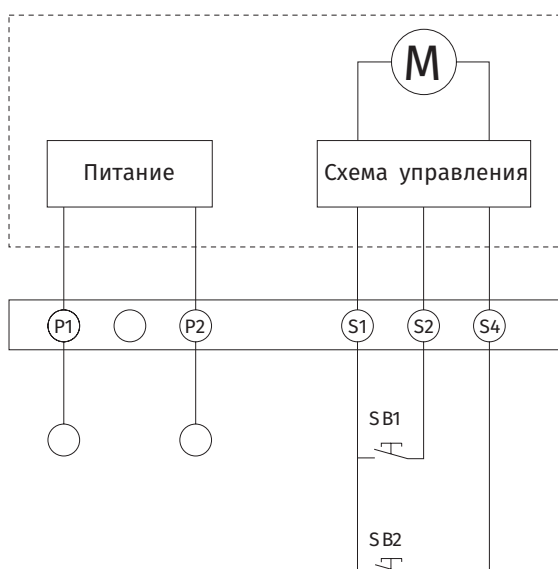 M
Питание
Схема управления
P1
P2
S1
S2
S4
SB1
SB2